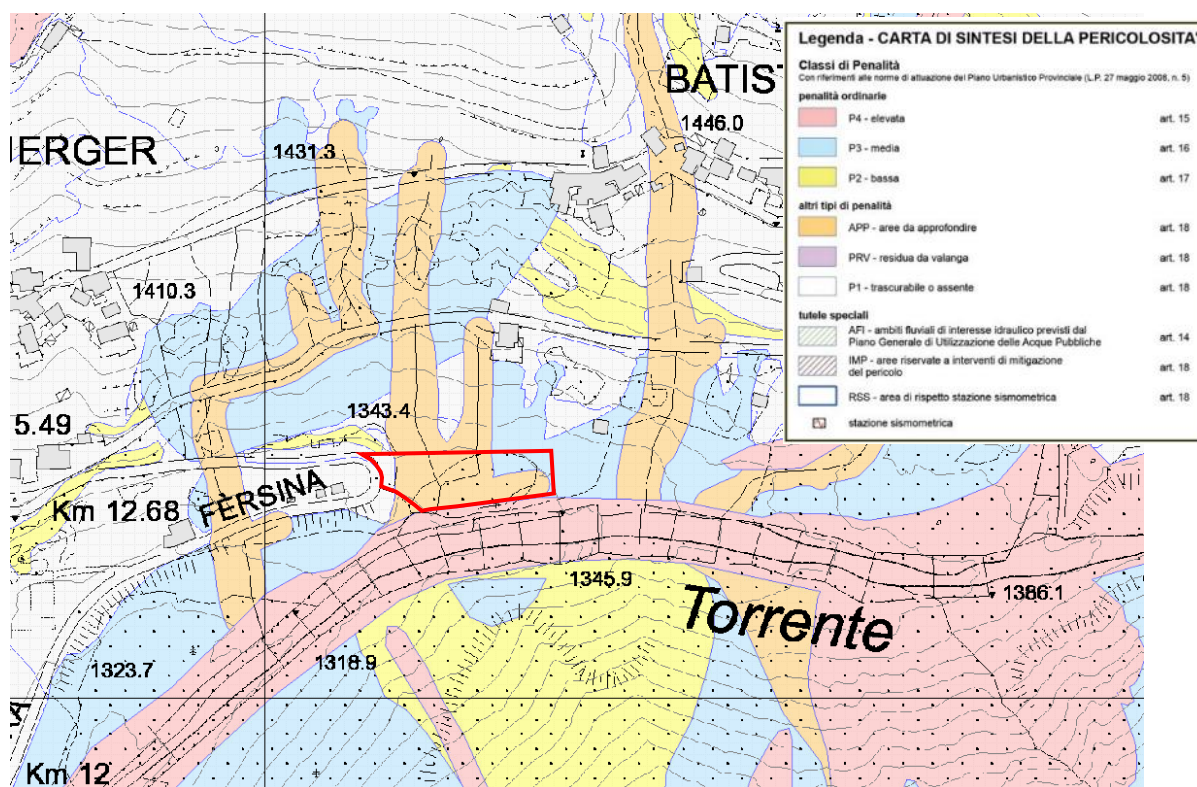 Legenda - CARTA DI SINTESI DELLA PERICOLOSITA'
Classi di Penalità
Con riferimenti alle norme di attuazione del Piano Urbanistico Provinciale (L.P. 27 maggio 2008, n. 5)
penalità ordinarie
P4 - elevata art. 15
P3 - media art. 16
P2 - bassa art. 17
altri tipi di penalità
APP - aree da approfondire art. 18
PRV - residua da valanga art. 18
P1 - trascurabile o assente art. 18
tutele speciali
AFI - ambiti fluviali di interesse idraulico previsti dal
Piano Generale di Utilizzazione delle Acque Pubbliche art. 14
IMP - aree riservate a interventi di mitigazione
del pericolo art. 18
RSS - area di rispetto stazione sismometrica art. 18
stazione sismometrica
BATIST
1446.0
IERGER
1431.3
1410.3
1343.4
5.49
Km 12.68
FÈRSINA
1345.9
1386.1
Torrente
1318.9
1323.7
A
Km 12